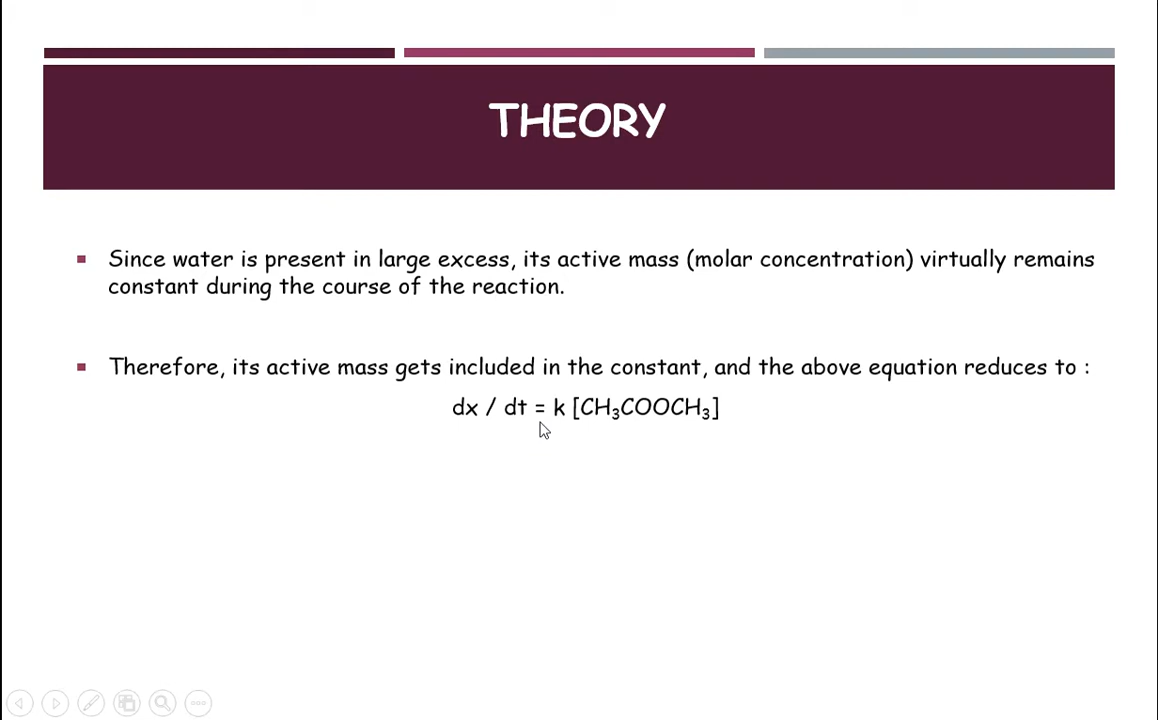 THEORY
Since water is present in large excess, its active mass (molar concentration) virtually remains
constant during the course of the reaction.
Therefore, its active mass gets included in the constant, and the above equation reduces to :
dx / dt = k [CH₃COOCH₃]